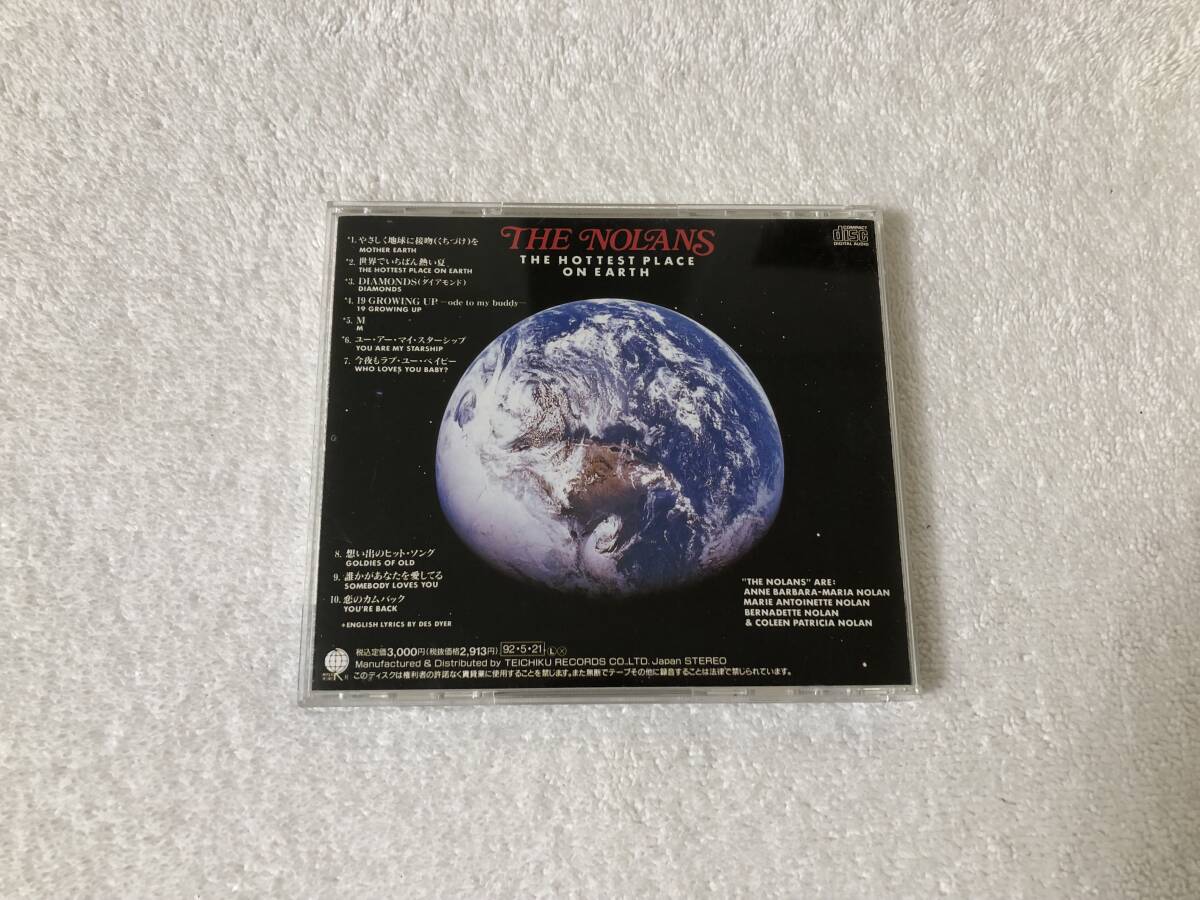 THE NOLANS
THE HOTTEST PLACE
ON EARTH
COMPACT
disc
DIGITAL AUDIO
*1. やさしく地球に接吻(くちづけ)を
MOTHER EARTH
*2. 世界でいちばん熱い夏
THE HOTTEST PLACE ON EARTH
*3. DIAMONDS(ダイアモンド)
DIAMONDS
*4. 19 GROWING UP —ode to my buddy—
19 GROWING UP
*5. M
M
*6. ユー・アー・マイ・スターシップ
YOU ARE MY STARSHIP
7. 今夜もラブ・ユー・ベイビー
WHO LOVES YOU BABY?
8. 想い出のヒット・ソング
GOLDIES OF OLD
9. 誰かがあなたを愛してる
SOMEBODY LOVES YOU
10. 恋のカムバック
YOU'RE BACK
*ENGLISH LYRICS BY DES DYER
"THE NOLANS" ARE:
ANNE BARBARA-MARIA NOLAN
MARIE ANTOINETTE NOLAN
BERNADETTE NOLAN
& COLEEN PATRICIA NOLAN
税込定価3,000円(税抜価格2,913円) 92・5・21 Ⓛ Ⓧ
Manufactured & Distributed by TEICHIKU RECORDS CO.,LTD. Japan STEREO
このディスクは権利者の許諾なく賃貸業に使用することを禁じます。また無断でテープその他に録音することは法律で禁じられています。